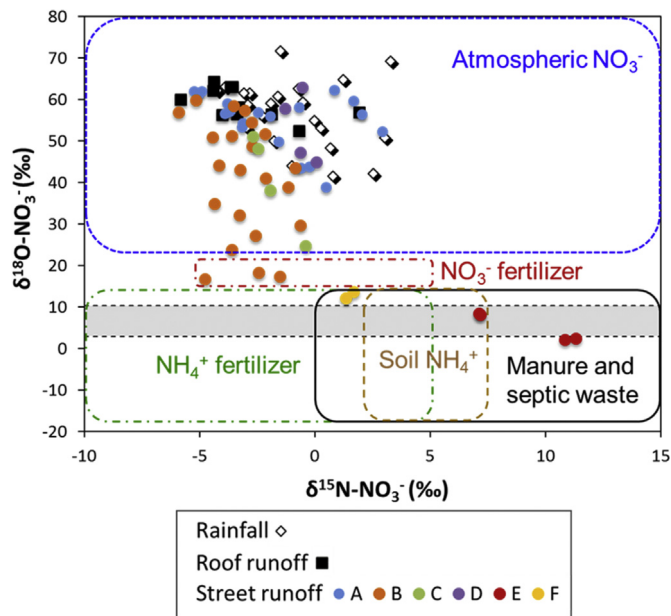 80
70
60
50
40
30
20
10
0
-10
-20
δ¹⁸O-NO₃⁻ (‰)
Atmospheric NO₃⁻
NO₃⁻ fertilizer
NH₄⁺ fertilizer
Soil NH₄⁺
Manure and
septic waste
-10 -5 0 5 10 15
δ¹⁵N-NO₃⁻ (‰)
Rainfall
Roof runoff
Street runoff A B C D E F